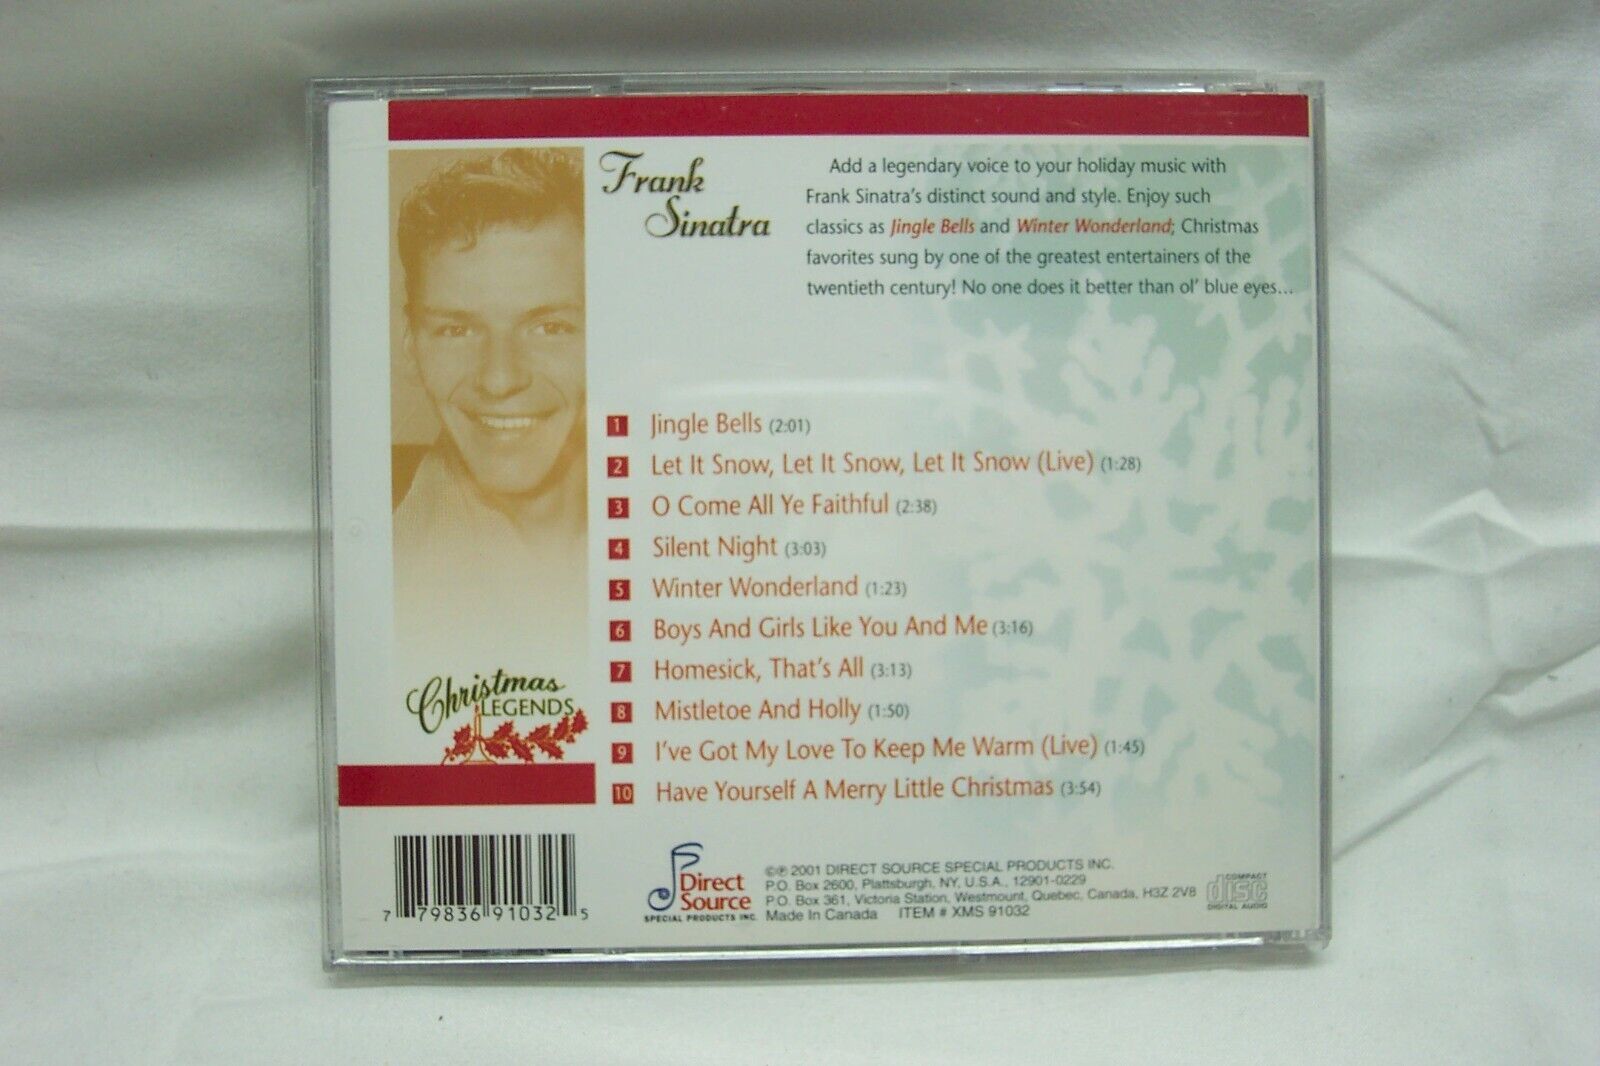 Frank
Sinatra
Add a legendary voice to your holiday music with
Frank Sinatra's distinct sound and style. Enjoy such
classics as Jingle Bells and Winter Wonderland; Christmas
favorites sung by one of the greatest entertainers of the
twentieth century! No one does it better than ol' blue eyes...
1 Jingle Bells (2:01)
2 Let It Snow, Let It Snow, Let It Snow (Live) (1:28)
3 O Come All Ye Faithful (2:38)
4 Silent Night (3:03)
5 Winter Wonderland (1:23)
6 Boys And Girls Like You And Me (3:16)
7 Homesick, That's All (3:13)
8 Mistletoe And Holly (1:50)
9 I've Got My Love To Keep Me Warm (Live) (1:45)
10 Have Yourself A Merry Little Christmas (3:54)
Christmas
LEGENDS
7 79836 91032 5
Direct
Source
SPECIAL PRODUCTS INC.
©℗ 2001 DIRECT SOURCE SPECIAL PRODUCTS INC.
P.O. Box 2600, Plattsburgh, NY, U.S.A., 12901-0229
P.O. Box 361, Victoria Station, Westmount, Quebec, Canada, H3Z 2V8
Made In Canada ITEM # XMS 91032
COMPACT
disc
DIGITAL AUDIO